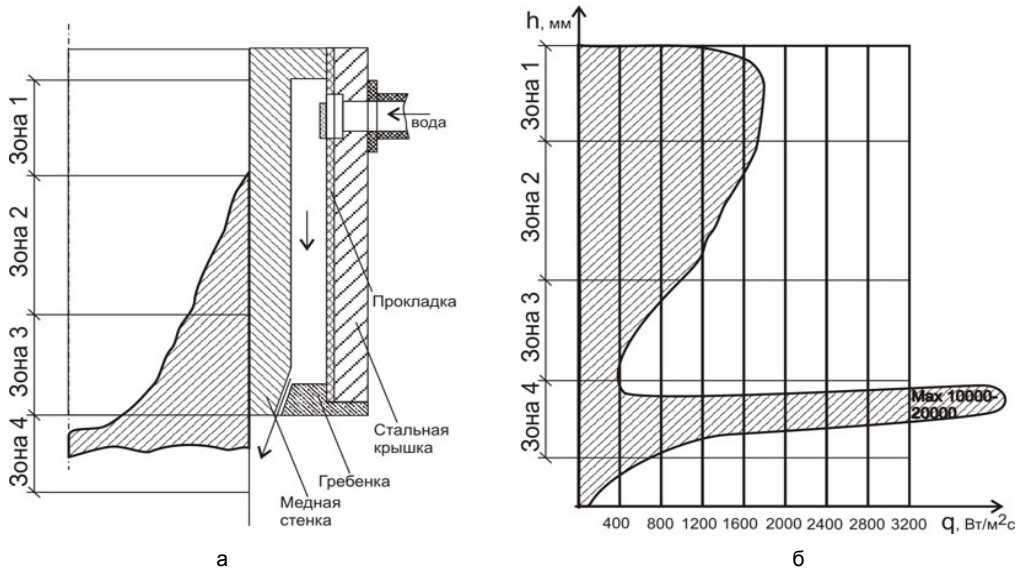 Зона 1
Зона 2
Зона 3
Зона 4
вода
Прокладка
Стальная
крышка
Гребенка
Медная
стенка
а
h, мм
Зона 1
Зона 2
Зона 3
Зона 4
Max 10000-
20000
400 800 1200 1600 2000 2400 2800 3200 q, Вт/м²с
б